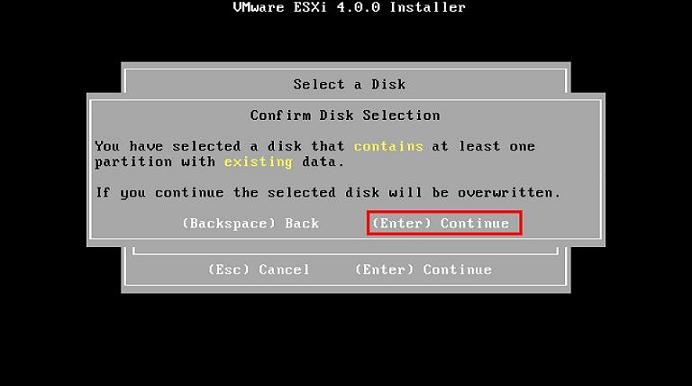 VMware ESXi 4.0.0 Installer
Select a Disk
Confirm Disk Selection
You have selected a disk that contains at least one
partition with existing data.
If you continue the selected disk will be overwritten.
(Backspace) Back (Enter) Continue
(Esc) Cancel (Enter) Continue